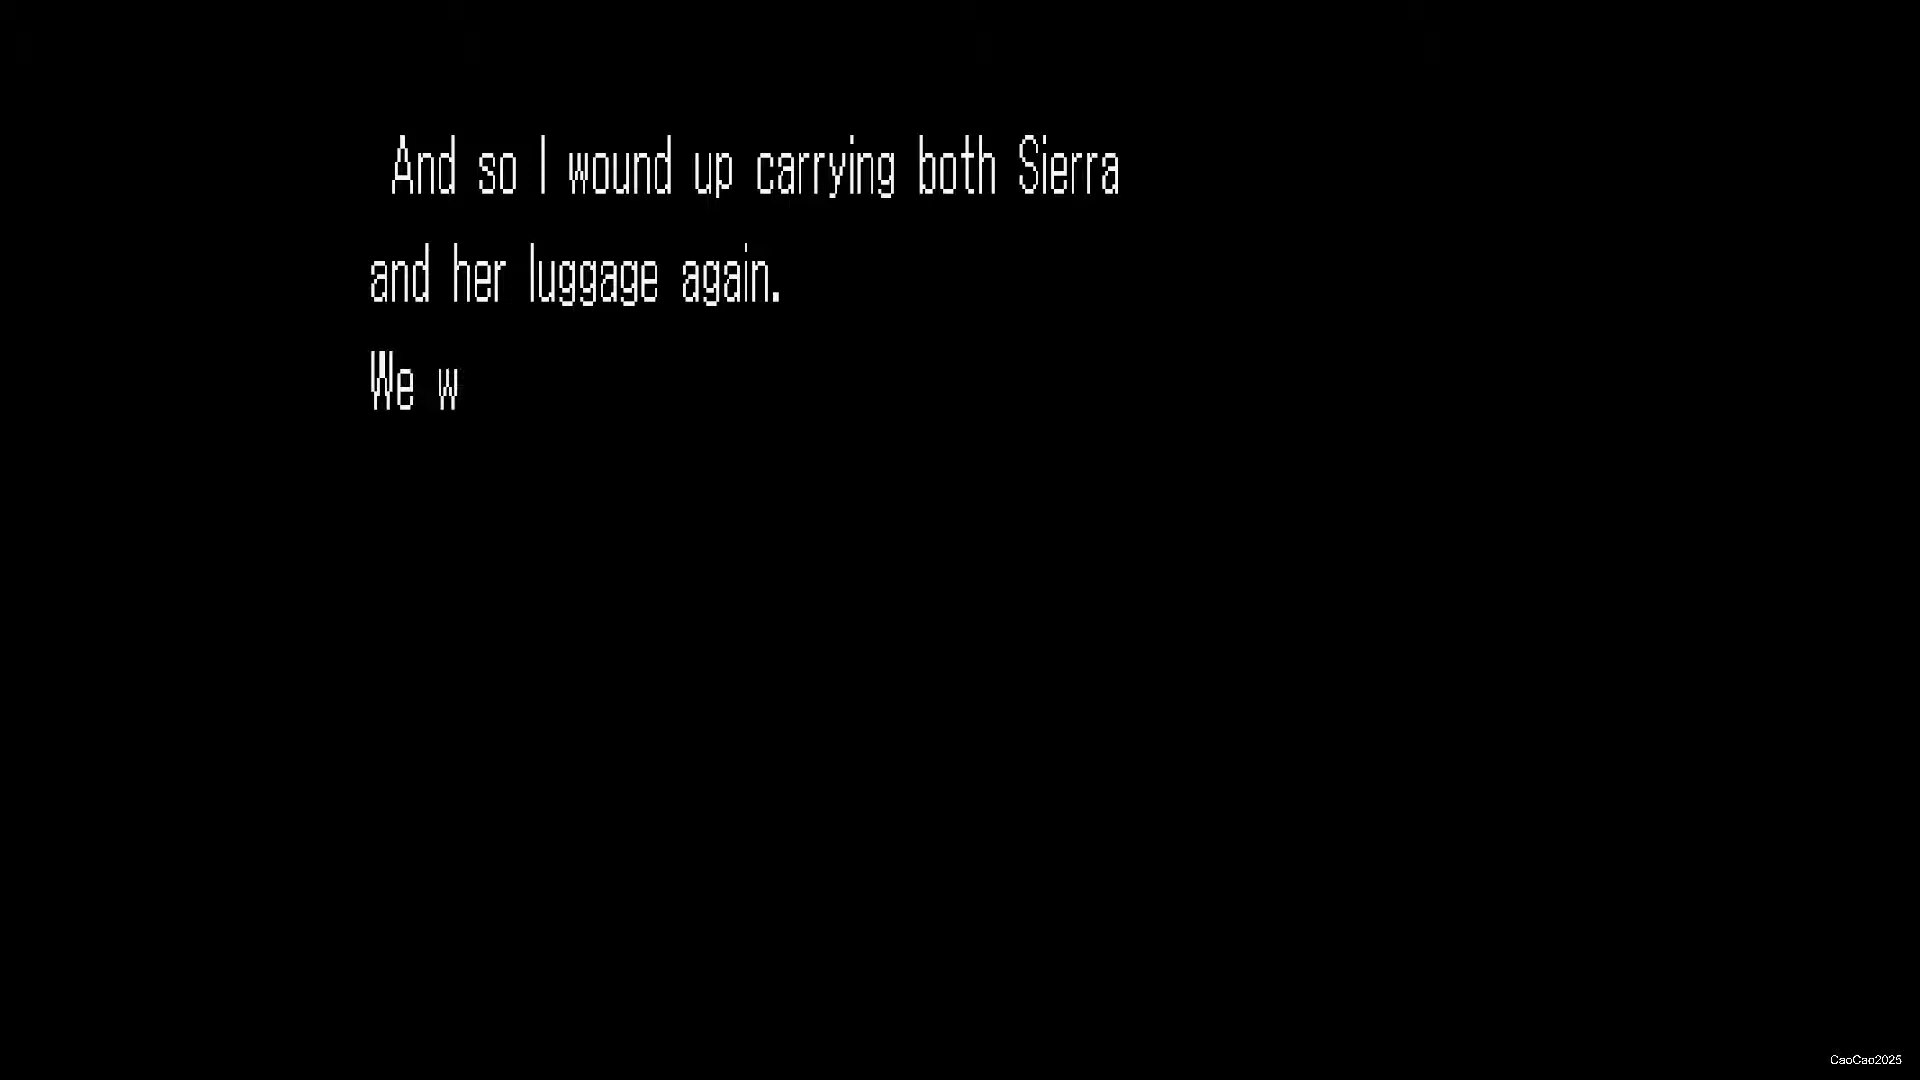 And so I wound up carrying both Sierra
and her luggage again.
We w
CaoCao2025